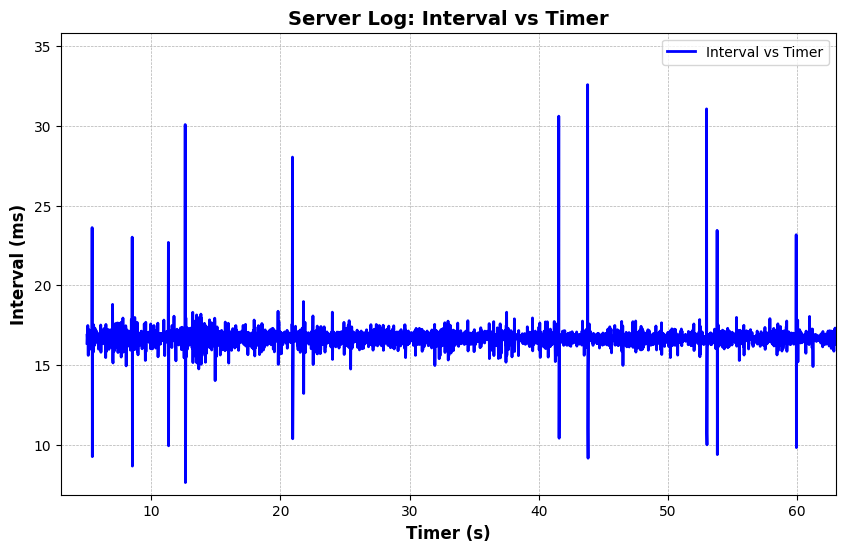 Server Log: Interval vs Timer
Interval vs Timer
35
30
25
20
15
10
Interval (ms)
10 20 30 40 50 60
Timer (s)